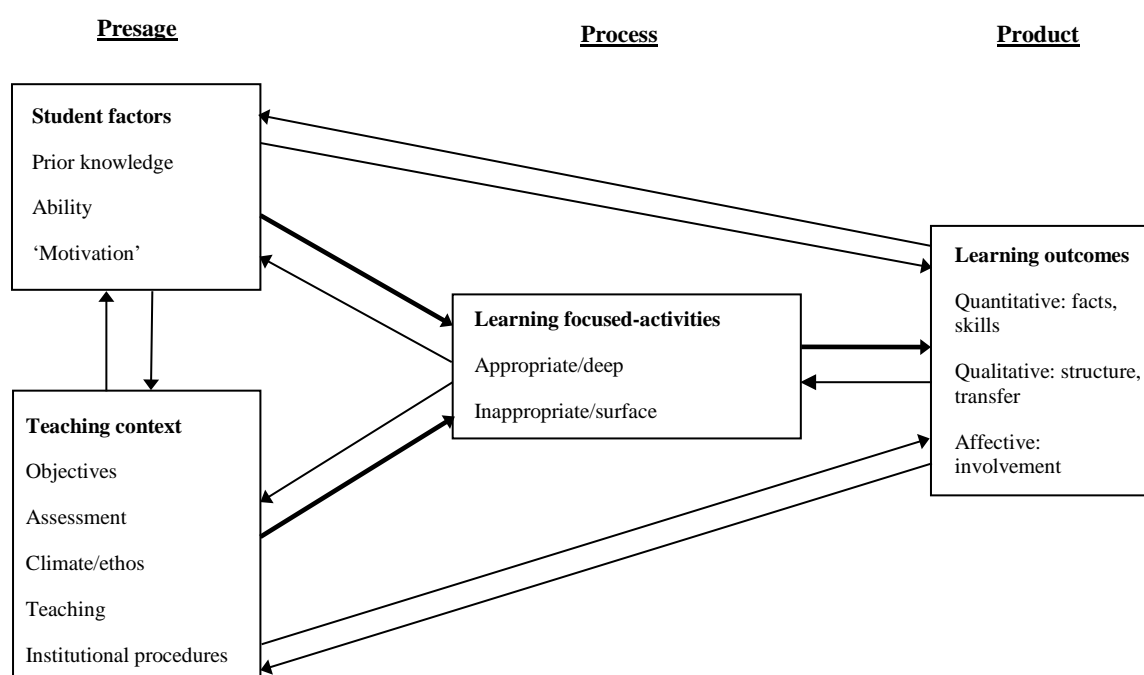 Presage
Process
Product
Student factors
Prior knowledge
Ability
‘Motivation’
Learning outcomes
Quantitative: facts,
skills
Qualitative: structure,
transfer
Affective:
involvement
Learning focused-activities
Appropriate/deep
Inappropriate/surface
Teaching context
Objectives
Assessment
Climate/ethos
Teaching
Institutional procedures